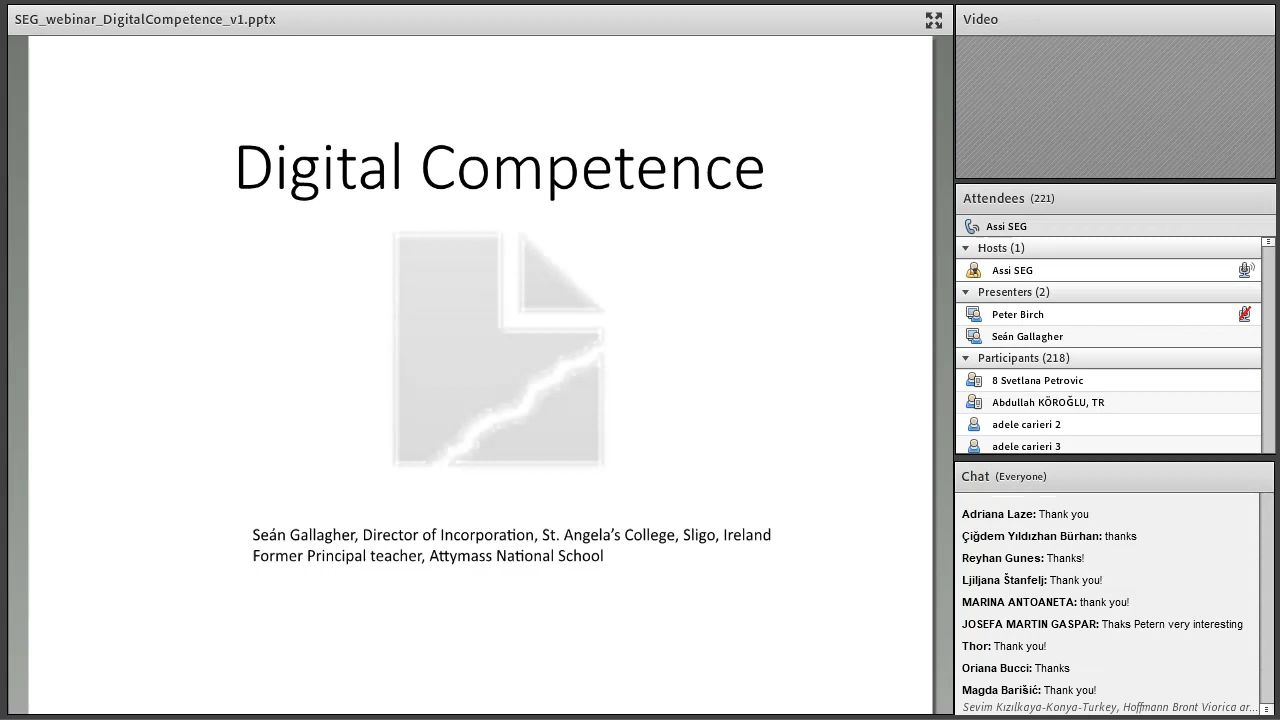 SEG_webinar_DigitalCompetence_v1.pptx
Digital Competence
Seán Gallagher, Director of Incorporation, St. Angela's College, Sligo, Ireland
Former Principal teacher, Attymass National School
Video
Attendees (221)
Assi SEG
Hosts (1)
Assi SEG
Presenters (2)
Peter Birch
Seán Gallagher
Participants (218)
8 Svetlana Petrovic
Abdullah KÖROĞLU, TR
adele carieri 2
adele carieri 3
Chat (Everyone)
Adriana Laze: Thank you
Çiğdem Yıldızhan Bürhan: thanks
Reyhan Gunes: Thanks!
Ljiljana Štanfelj: Thank you!
MARINA ANTOANETA: thank you!
JOSEFA MARTIN GASPAR: Thaks Petern very interesting
Thor: Thank you!
Oriana Bucci: Thanks
Magda Barišić: Thank you!
Sevim Kızılkaya-Konya-Turkey, Hoffmann Bront Viorica ar...